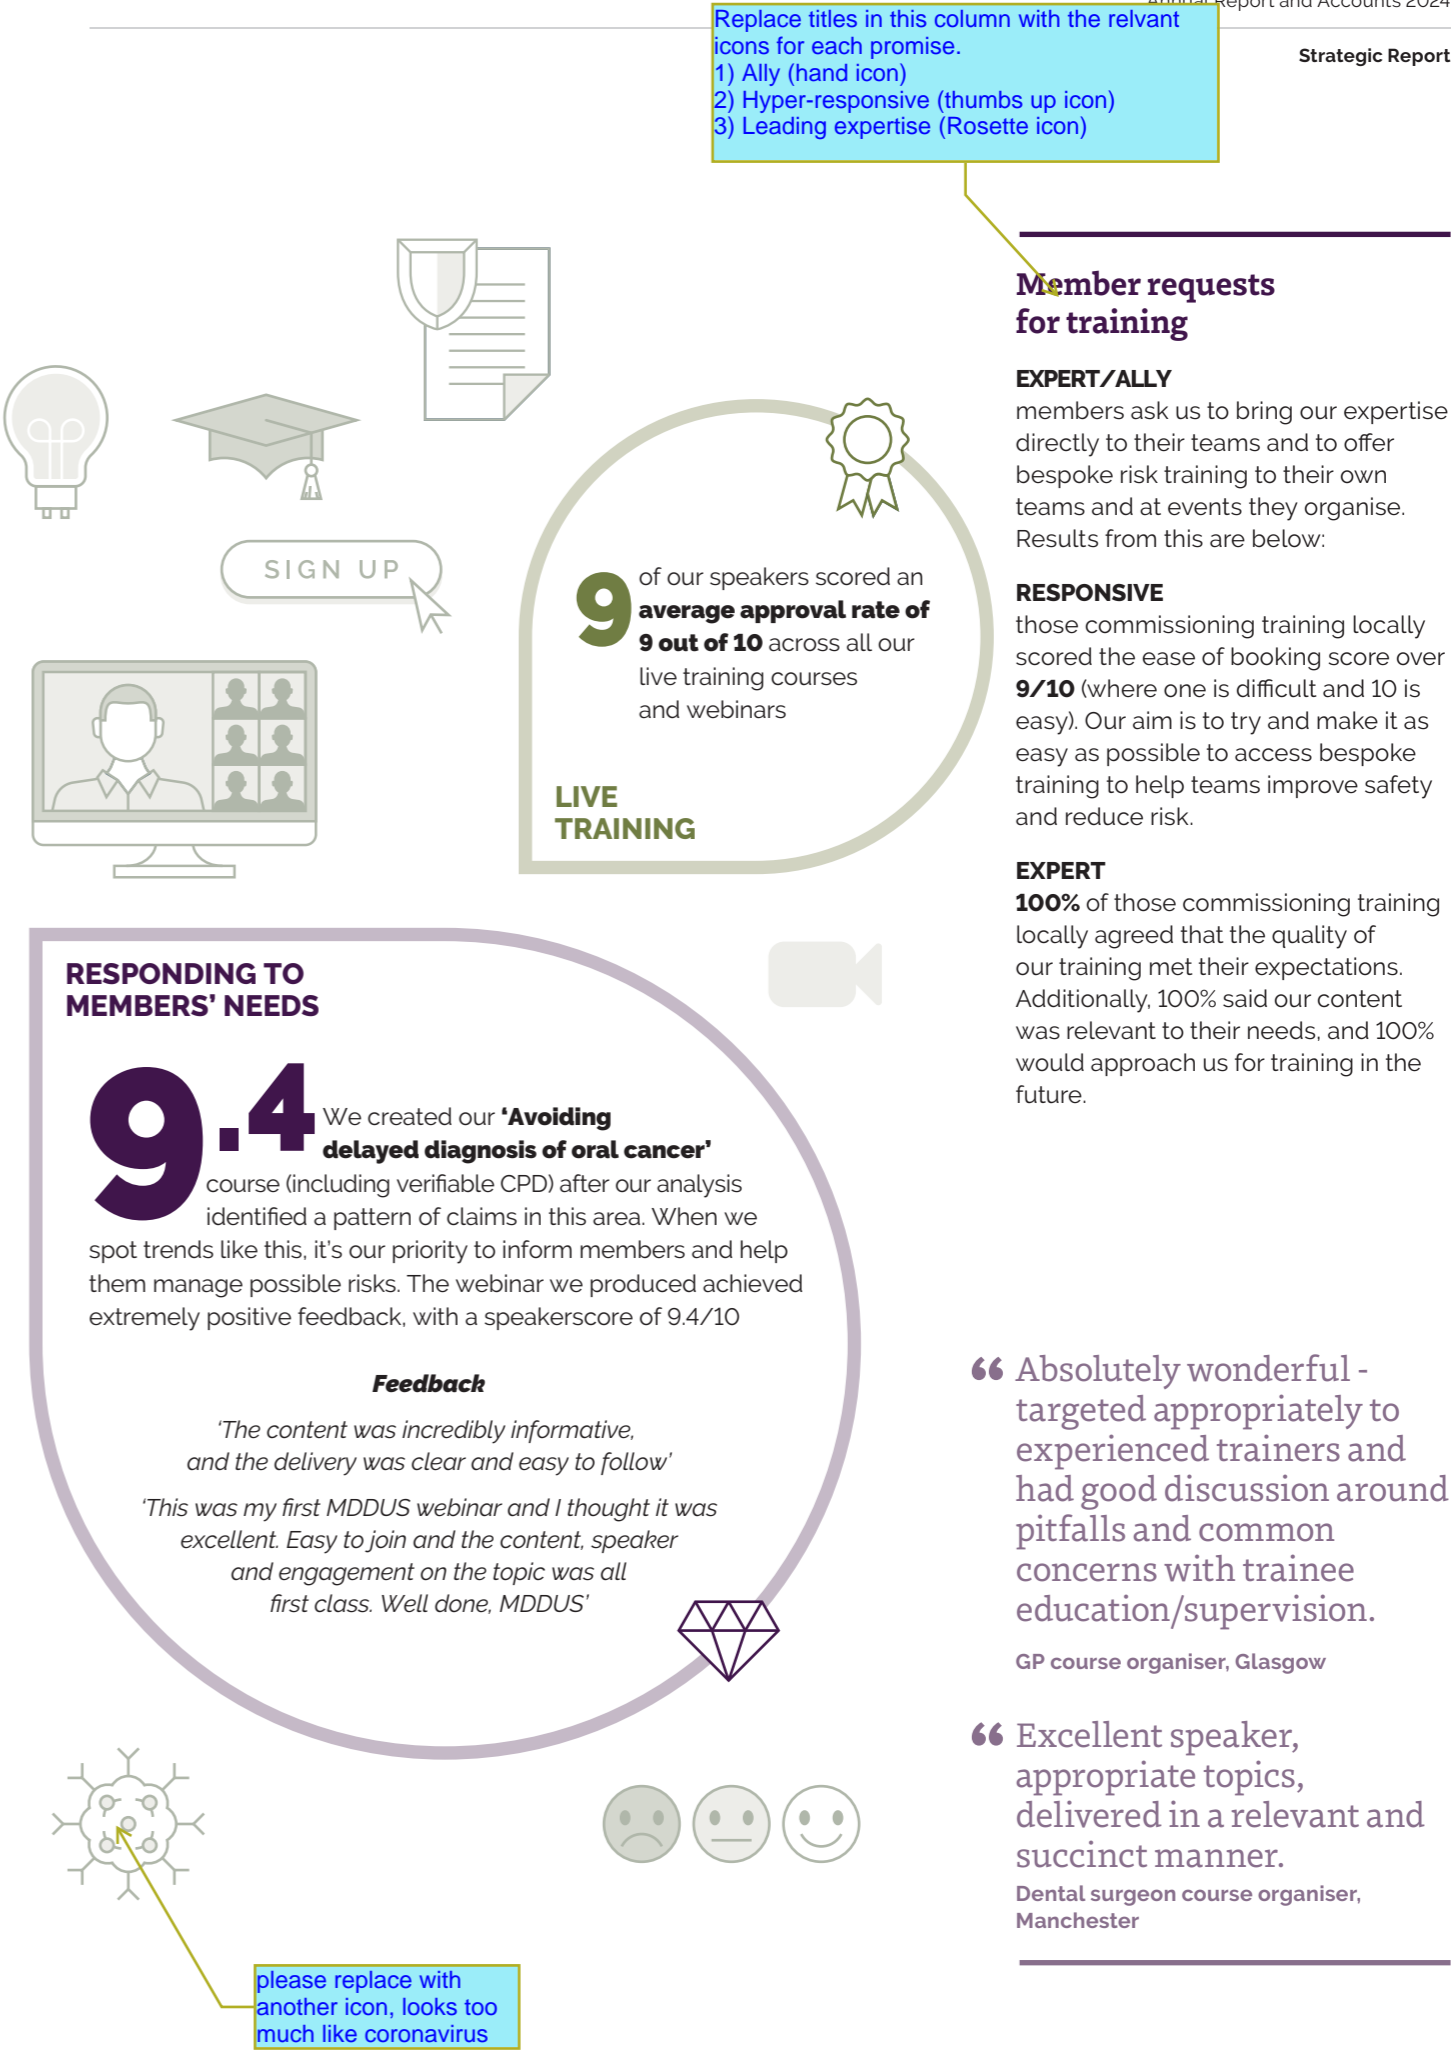 Annual Report and Accounts 2024
Strategic Report
Replace titles in this column with the relvant
icons for each promise.
1) Ally (hand icon)
2) Hyper-responsive (thumbs up icon)
3) Leading expertise (Rosette icon)
SIGN UP
9 of our speakers scored an
average approval rate of
9 out of 10 across all our
live training courses
and webinars
LIVE
TRAINING
RESPONDING TO
MEMBERS’ NEEDS
9.4 We created our ‘Avoiding
delayed diagnosis of oral cancer’
course (including verifiable CPD) after our analysis
identified a pattern of claims in this area. When we
spot trends like this, it’s our priority to inform members and help
them manage possible risks. The webinar we produced achieved
extremely positive feedback, with a speakerscore of 9.4/10
Feedback
‘The content was incredibly informative,
and the delivery was clear and easy to follow’
‘This was my first MDDUS webinar and I thought it was
excellent. Easy to join and the content, speaker
and engagement on the topic was all
first class. Well done, MDDUS’
please replace with
another icon, looks too
much like coronavirus
Member requests
for training
EXPERT/ALLY
members ask us to bring our expertise
directly to their teams and to offer
bespoke risk training to their own
teams and at events they organise.
Results from this are below:
RESPONSIVE
those commissioning training locally
scored the ease of booking score over
9/10 (where one is difficult and 10 is
easy). Our aim is to try and make it as
easy as possible to access bespoke
training to help teams improve safety
and reduce risk.
EXPERT
100% of those commissioning training
locally agreed that the quality of
our training met their expectations.
Additionally, 100% said our content
was relevant to their needs, and 100%
would approach us for training in the
future.
“ Absolutely wonderful -
targeted appropriately to
experienced trainers and
had good discussion around
pitfalls and common
concerns with trainee
education/supervision.
GP course organiser, Glasgow
“ Excellent speaker,
appropriate topics,
delivered in a relevant and
succinct manner.
Dental surgeon course organiser,
Manchester